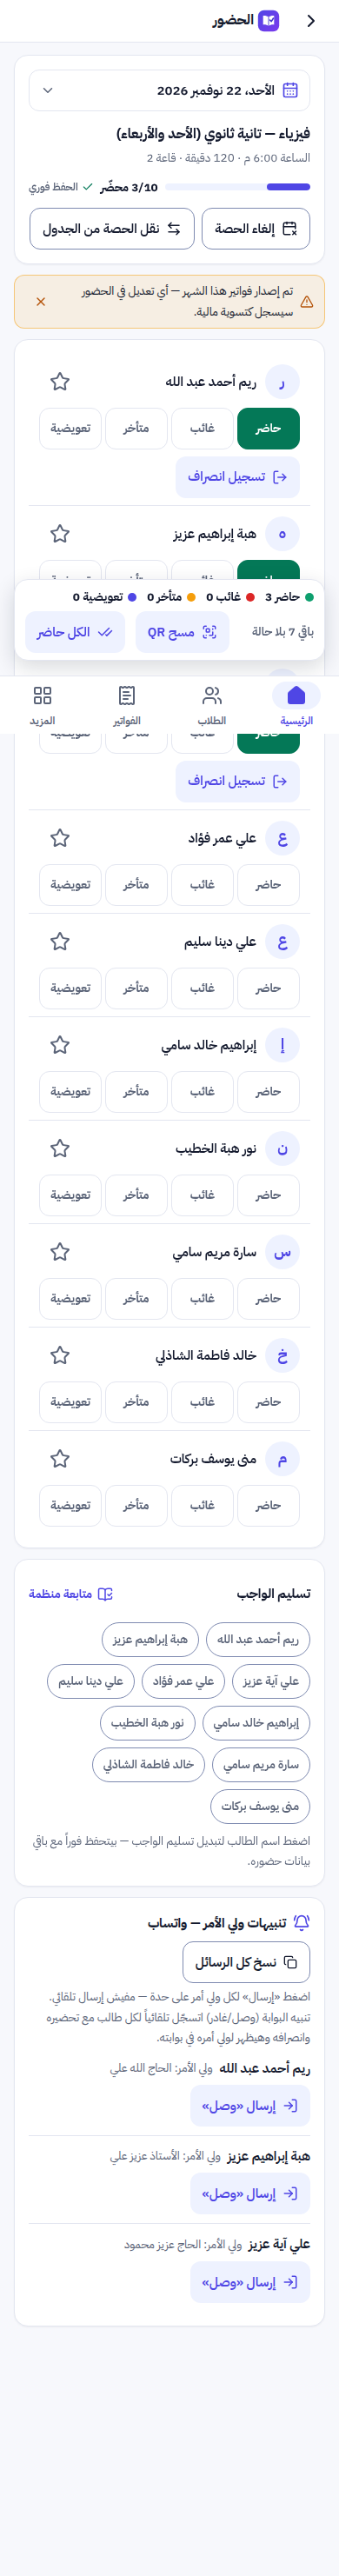 الحضور
الأحد، 22 نوفمبر 2026
فيزياء — تانية ثانوي (الأحد والأربعاء)
الساعة 6:00 م · 120 دقيقة · قاعة 2
3/10 محضّر
الحفظ فوري
إلغاء الحصة
نقل الحصة من الجدول
تم إصدار فواتير هذا الشهر — أي تعديل في الحضور
سيسجل كتسوية مالية.
ر
ريم أحمد عبد الله
حاضر غائب متأخر تعويضية
تسجيل انصراف
ه
هبة إبراهيم عزيز
حاضر 3 غائب 0 متأخر 0 تعويضية 0
باقي 7 بلا حالة
مسح QR
الكل حاضر
الرئيسية الطلاب الفواتير المزيد
تسجيل انصراف
ع
علي عمر فؤاد
حاضر غائب متأخر تعويضية
ع
علي دينا سليم
حاضر غائب متأخر تعويضية
إ
إبراهيم خالد سامي
حاضر غائب متأخر تعويضية
ن
نور هبة الخطيب
حاضر غائب متأخر تعويضية
س
سارة مريم سامي
حاضر غائب متأخر تعويضية
خ
خالد فاطمة الشاذلي
حاضر غائب متأخر تعويضية
م
منى يوسف بركات
حاضر غائب متأخر تعويضية
تسليم الواجب
متابعة منظمة
ريم أحمد عبد الله
هبة إبراهيم عزيز
علي آية عزيز
علي عمر فؤاد
علي دينا سليم
إبراهيم خالد سامي
نور هبة الخطيب
سارة مريم سامي
خالد فاطمة الشاذلي
منى يوسف بركات
اضغط اسم الطالب لتبديل تسليم الواجب — بيتحفظ فوراً مع باقي
بيانات حضوره.
تنبيهات ولي الأمر — واتساب
نسخ كل الرسائل
اضغط «إرسال» لكل ولي أمر على حدة — مفيش إرسال تلقائي.
تنبيه البوابة (وصل/غادر) اتسجّل تلقائياً لكل طالب مع تحضيره
وانصرافه وهيظهر لولي أمره في بوابته.
ريم أحمد عبد الله ولي الأمر: الحاج الله علي
إرسال «وصل»
هبة إبراهيم عزيز ولي الأمر: الأستاذ عزيز علي
إرسال «وصل»
علي آية عزيز ولي الأمر: الحاج عزيز محمود
إرسال «وصل»